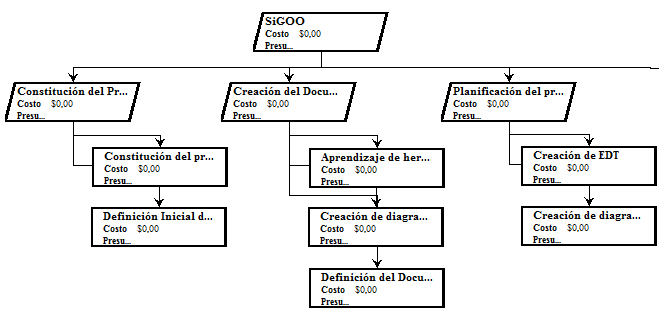 SiGOO
Costo $0,00
Presu...
Constitución del Pr...
Costo $0,00
Presu...
Creación del Docu...
Costo $0,00
Presu...
Planificación del pr...
Costo $0,00
Presu...
Constitución del pr...
Costo $0,00
Presu...
Aprendizaje de her...
Costo $0,00
Presu...
Creación de EDT
Costo $0,00
Presu...
Definición Inicial d...
Costo $0,00
Presu...
Creación de diagra...
Costo $0,00
Presu...
Creación de diagra...
Costo $0,00
Presu...
Definición del Docu...
Costo $0,00
Presu...